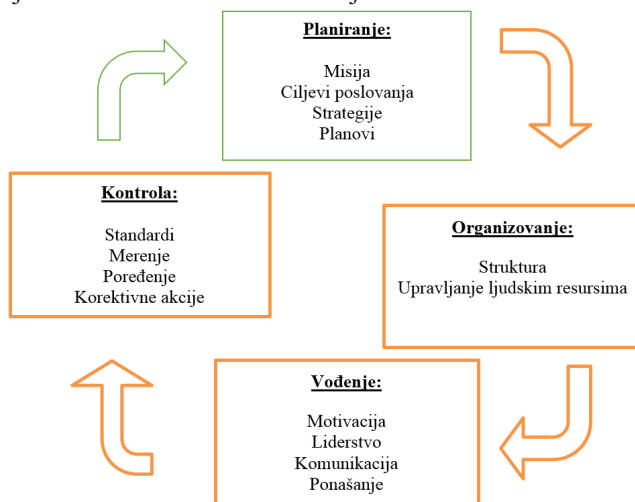 Planiranje:
Misija
Ciljevi poslovanja
Strategije
Planovi
Organizovanje:
Struktura
Upravljanje ljudskim resursima
Vođenje:
Motivacija
Liderstvo
Komunikacija
Ponašanje
Kontrola:
Standardi
Merenje
Poređenje
Korektivne akcije